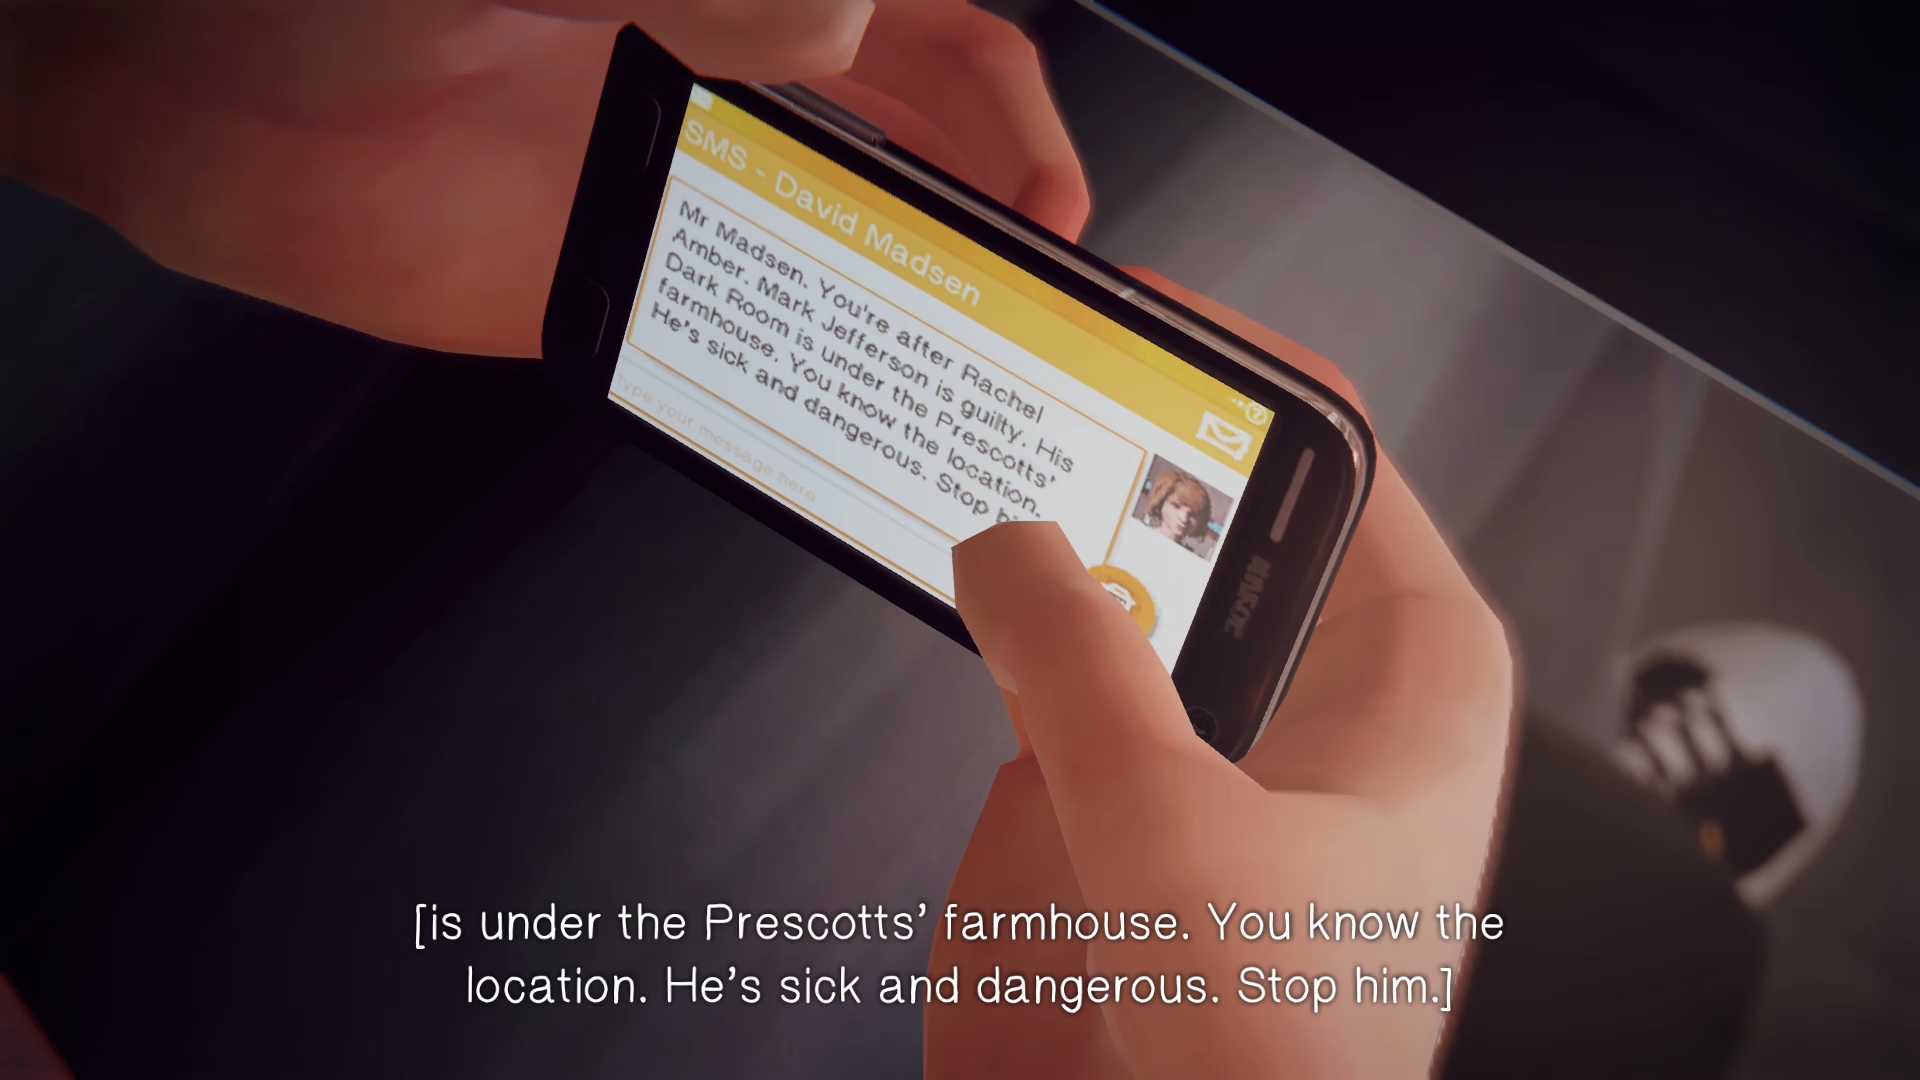 SMS - David Madsen
Mr Madsen. You're after Rachel
Amber. Mark Jefferson is guilty. His
Dark Room is under the Prescotts'
farmhouse. You know the location.
He's sick and dangerous. Stop
type your message here
[is under the Prescotts’ farmhouse. You know the
location. He’s sick and dangerous. Stop him.]